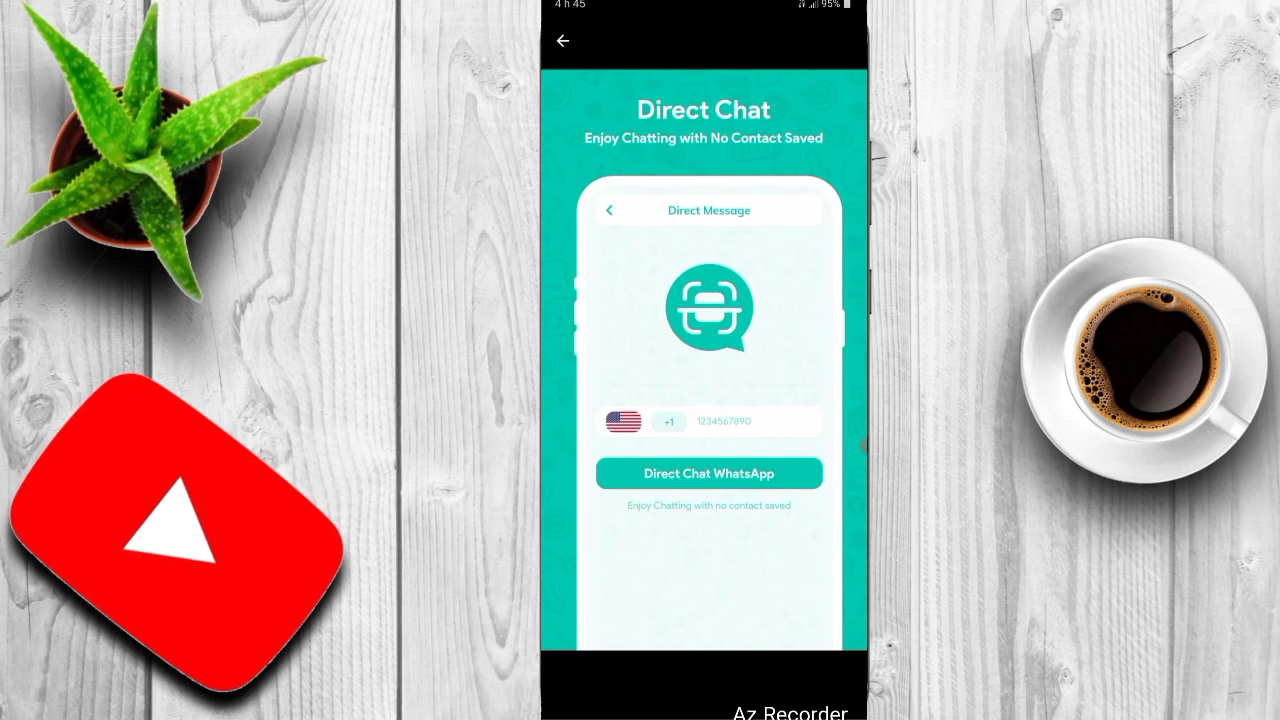 4 h 45
95%
Direct Chat
Enjoy Chatting with No Contact Saved
Direct Message
+1
1234567890
Direct Chat WhatsApp
Enjoy Chatting with no contact saved
Az Recorder